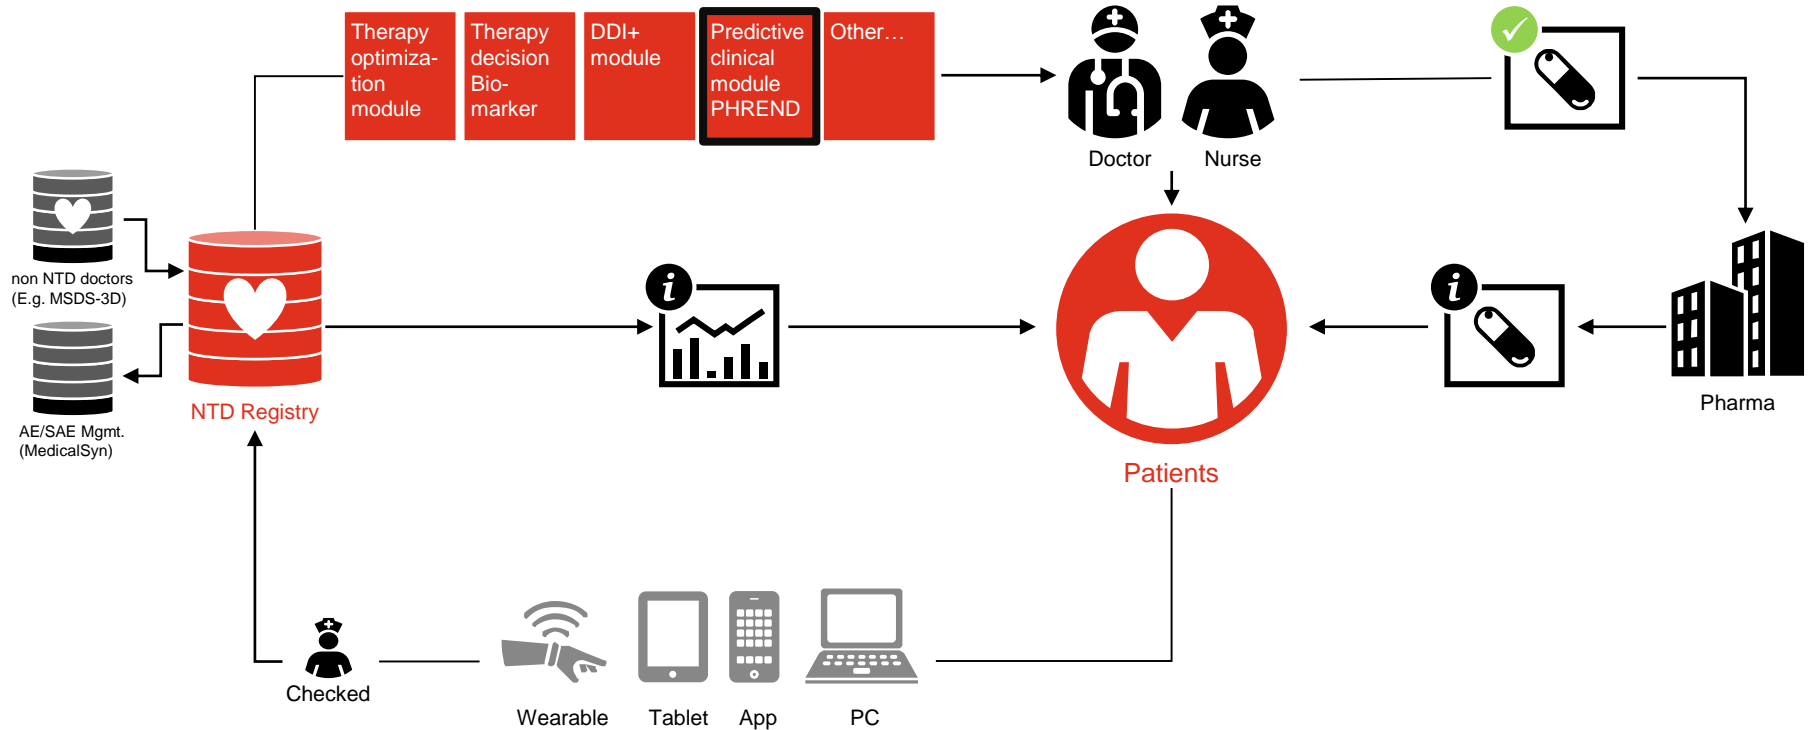 Therapy
optimiza-
tion
module
Therapy
decision
Bio-
marker
DDI+
module
Predictive
clinical
module
PHREND
Other…
Doctor
Nurse
non NTD doctors
(E.g. MSDS-3D)
AE/SAE Mgmt.
(MedicalSyn)
NTD Registry
i
i
Patients
Pharma
Checked
Wearable
Tablet
App
PC